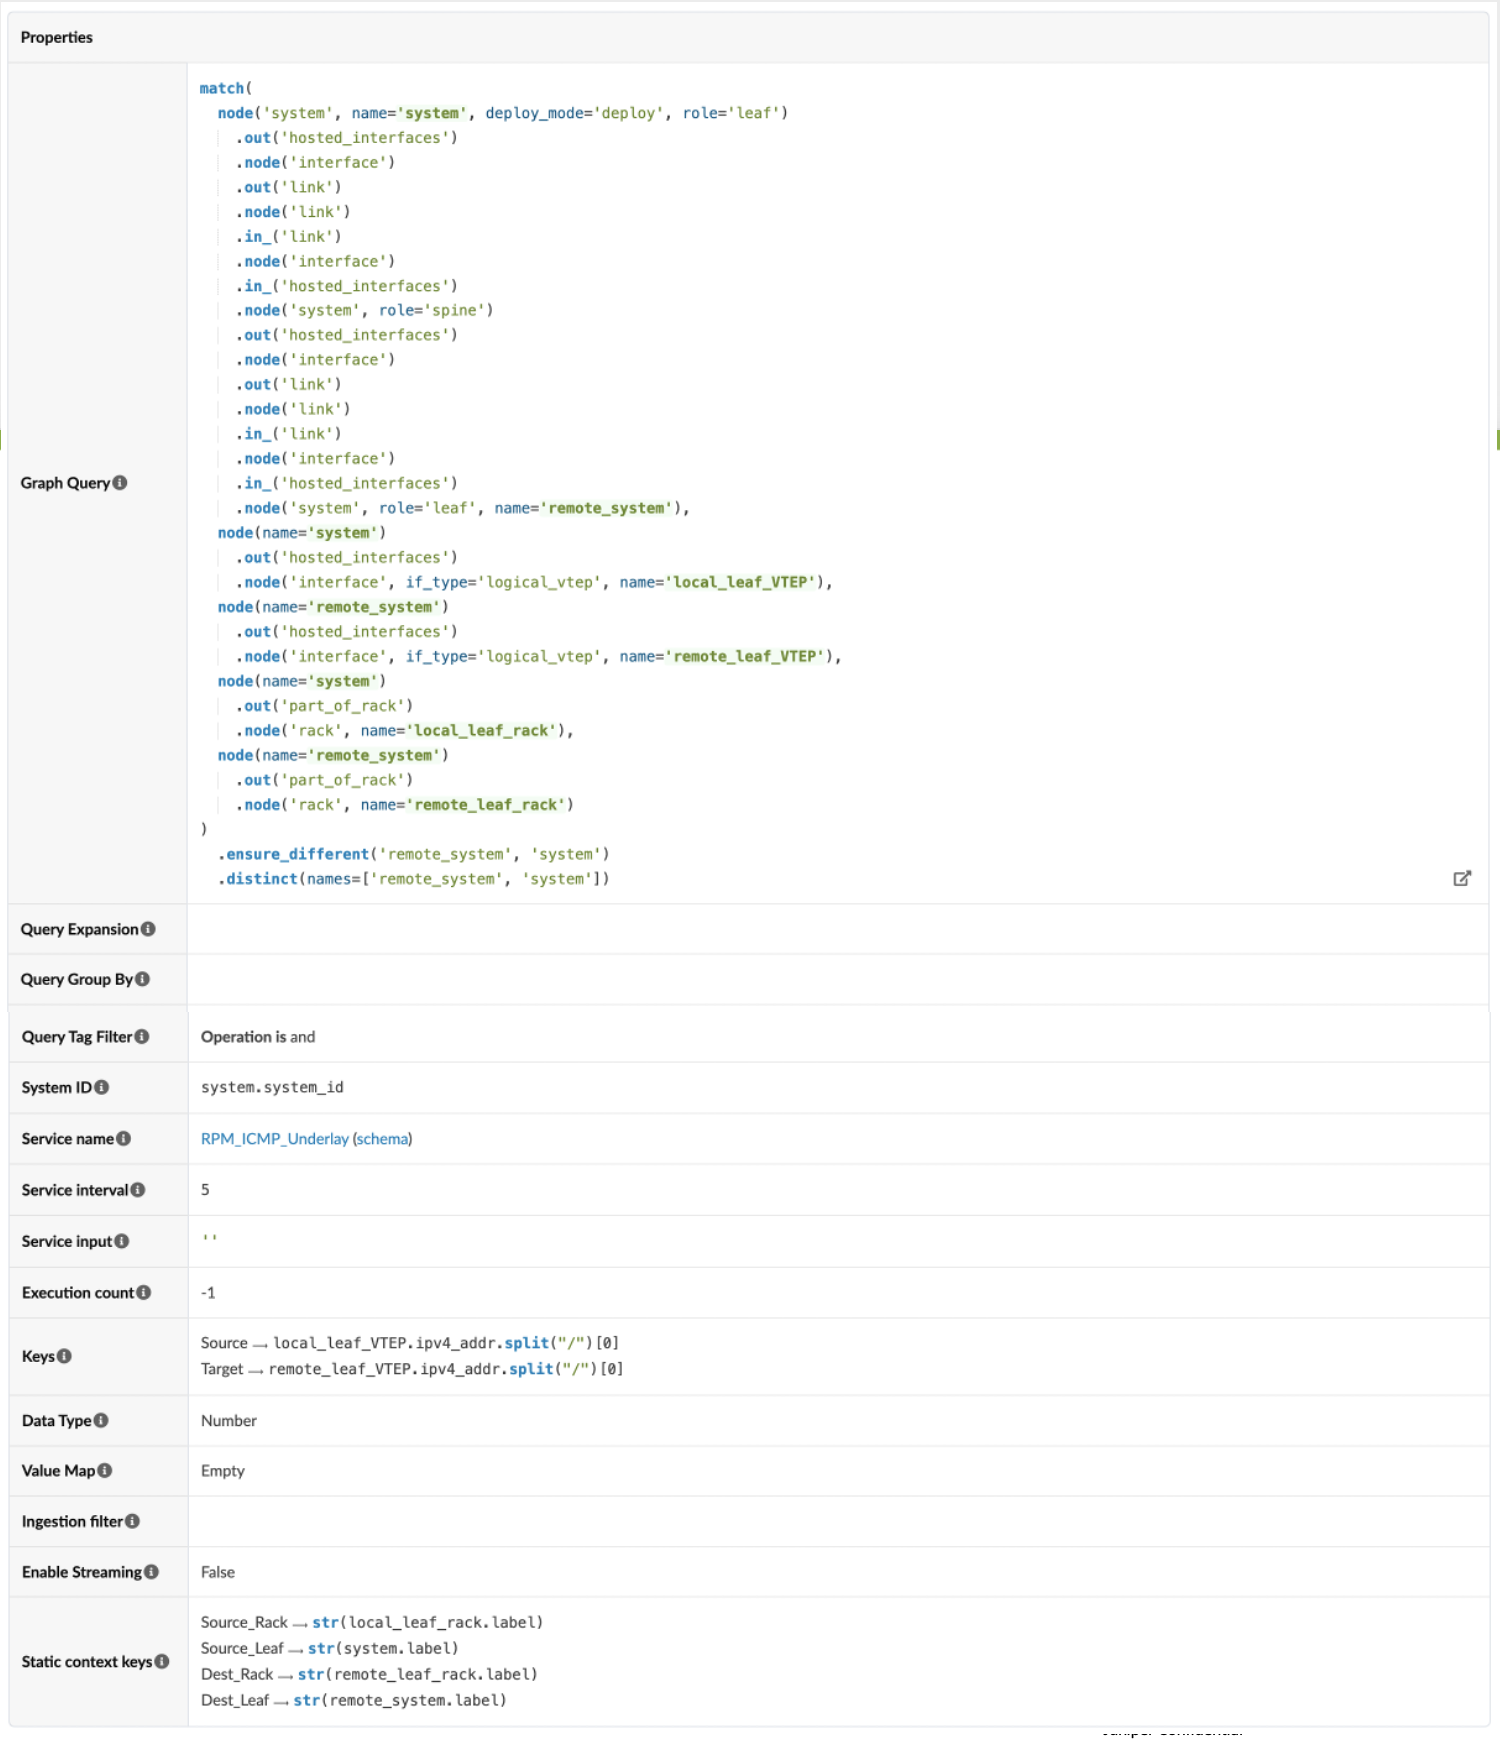 Properties
Graph Query
match(
node('system', name='system', deploy_mode='deploy', role='leaf')
.out('hosted_interfaces')
.node('interface')
.out('link')
.node('link')
.in_('link')
.node('interface')
.in_('hosted_interfaces')
.node('system', role='spine')
.out('hosted_interfaces')
.node('interface')
.out('link')
.node('link')
.in_('link')
.node('interface')
.in_('hosted_interfaces')
.node('system', role='leaf', name='remote_system'),
node(name='system')
.out('hosted_interfaces')
.node('interface', if_type='logical_vtep', name='local_leaf_VTEP'),
node(name='remote_system')
.out('hosted_interfaces')
.node('interface', if_type='logical_vtep', name='remote_leaf_VTEP'),
node(name='system')
.out('part_of_rack')
.node('rack', name='local_leaf_rack'),
node(name='remote_system')
.out('part_of_rack')
.node('rack', name='remote_leaf_rack')
)
.ensure_different('remote_system', 'system')
.distinct(names=['remote_system', 'system'])
Query Expansion
Query Group By
Query Tag Filter Operation is and
System ID system.system_id
Service name RPM_ICMP_Underlay (schema)
Service interval 5
Service input ''
Execution count -1
Keys
Source → local_leaf_VTEP.ipv4_addr.split("/")[0]
Target → remote_leaf_VTEP.ipv4_addr.split("/")[0]
Data Type Number
Value Map Empty
Ingestion filter
Enable Streaming False
Static context keys
Source_Rack → str(local_leaf_rack.label)
Source_Leaf → str(system.label)
Dest_Rack → str(remote_leaf_rack.label)
Dest_Leaf → str(remote_system.label)